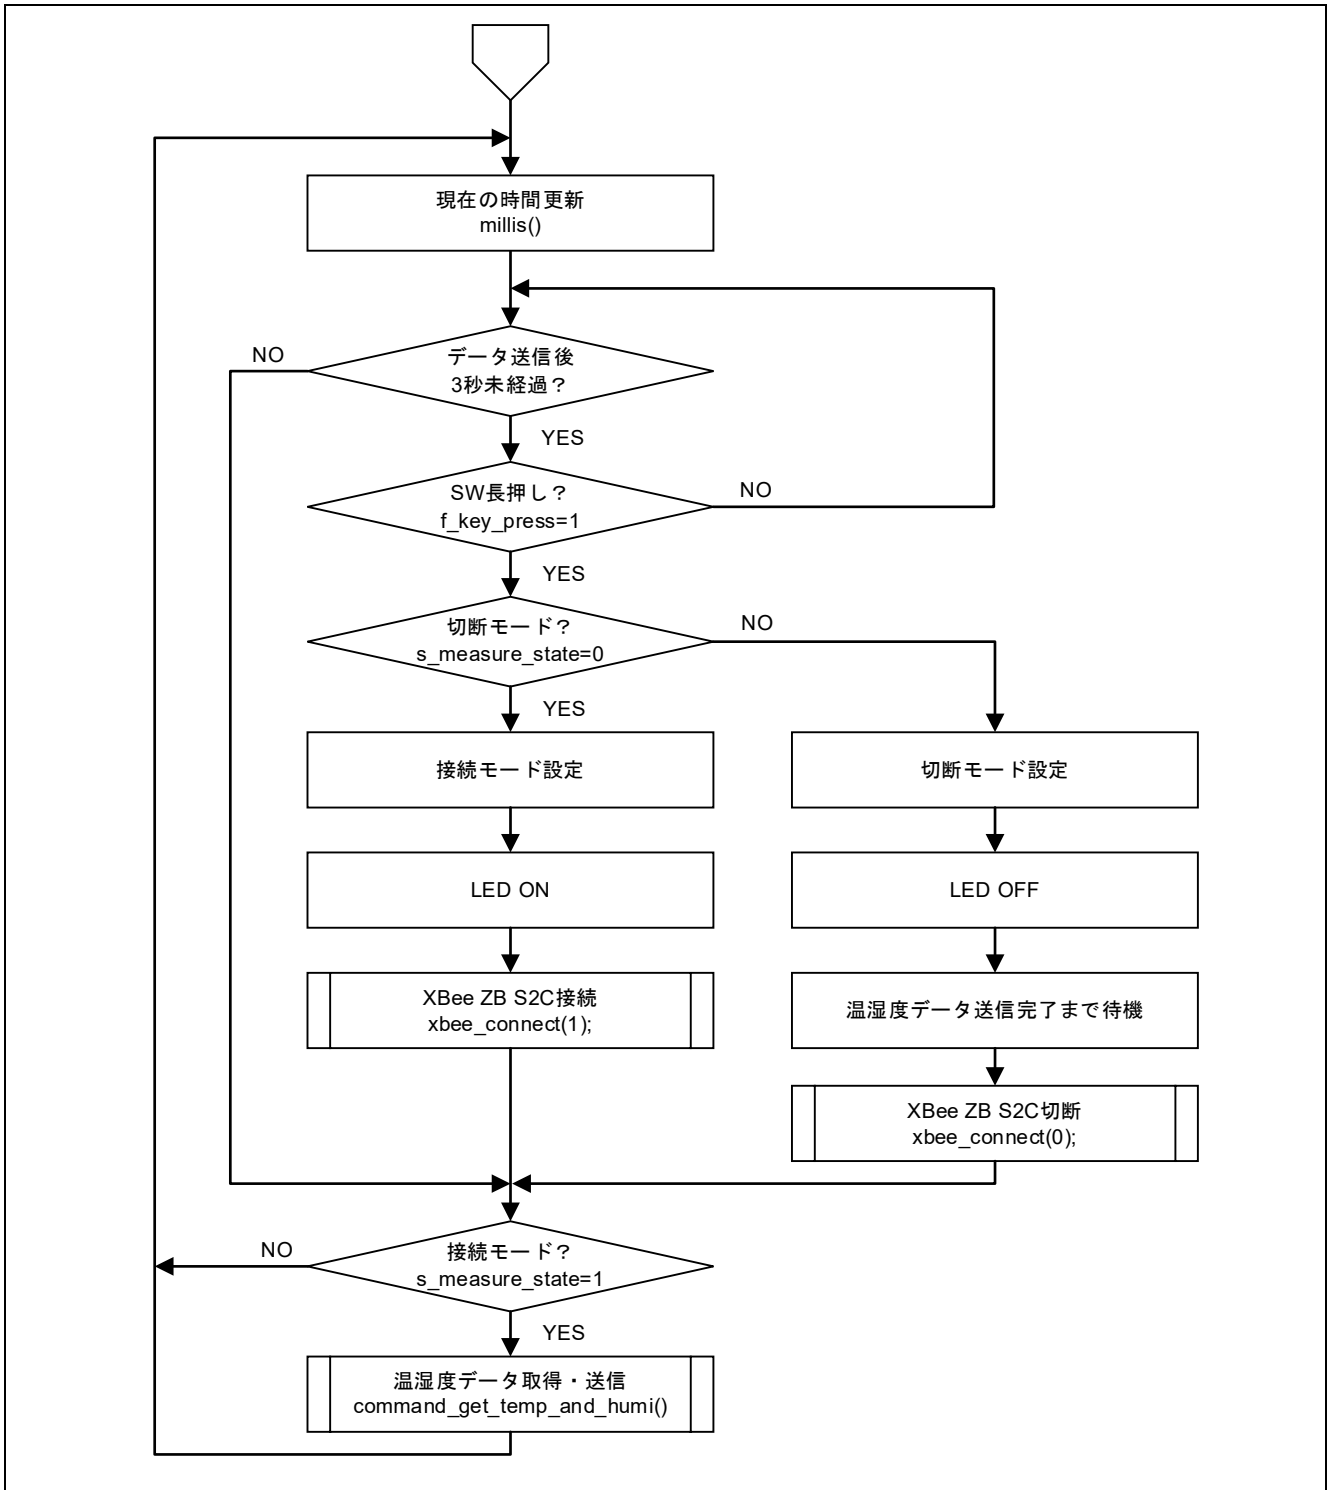 現在の時間更新
millis()
NO
データ送信後
3秒未経過？
YES
SW長押し？
f_key_press=1
NO
YES
切断モード？
s_measure_state=0
NO
YES
接続モード設定
切断モード設定
LED ON
LED OFF
XBee ZB S2C接続
xbee_connect(1);
温湿度データ送信完了まで待機
XBee ZB S2C切断
xbee_connect(0);
NO
接続モード？
s_measure_state=1
YES
温湿度データ取得・送信
command_get_temp_and_humi()